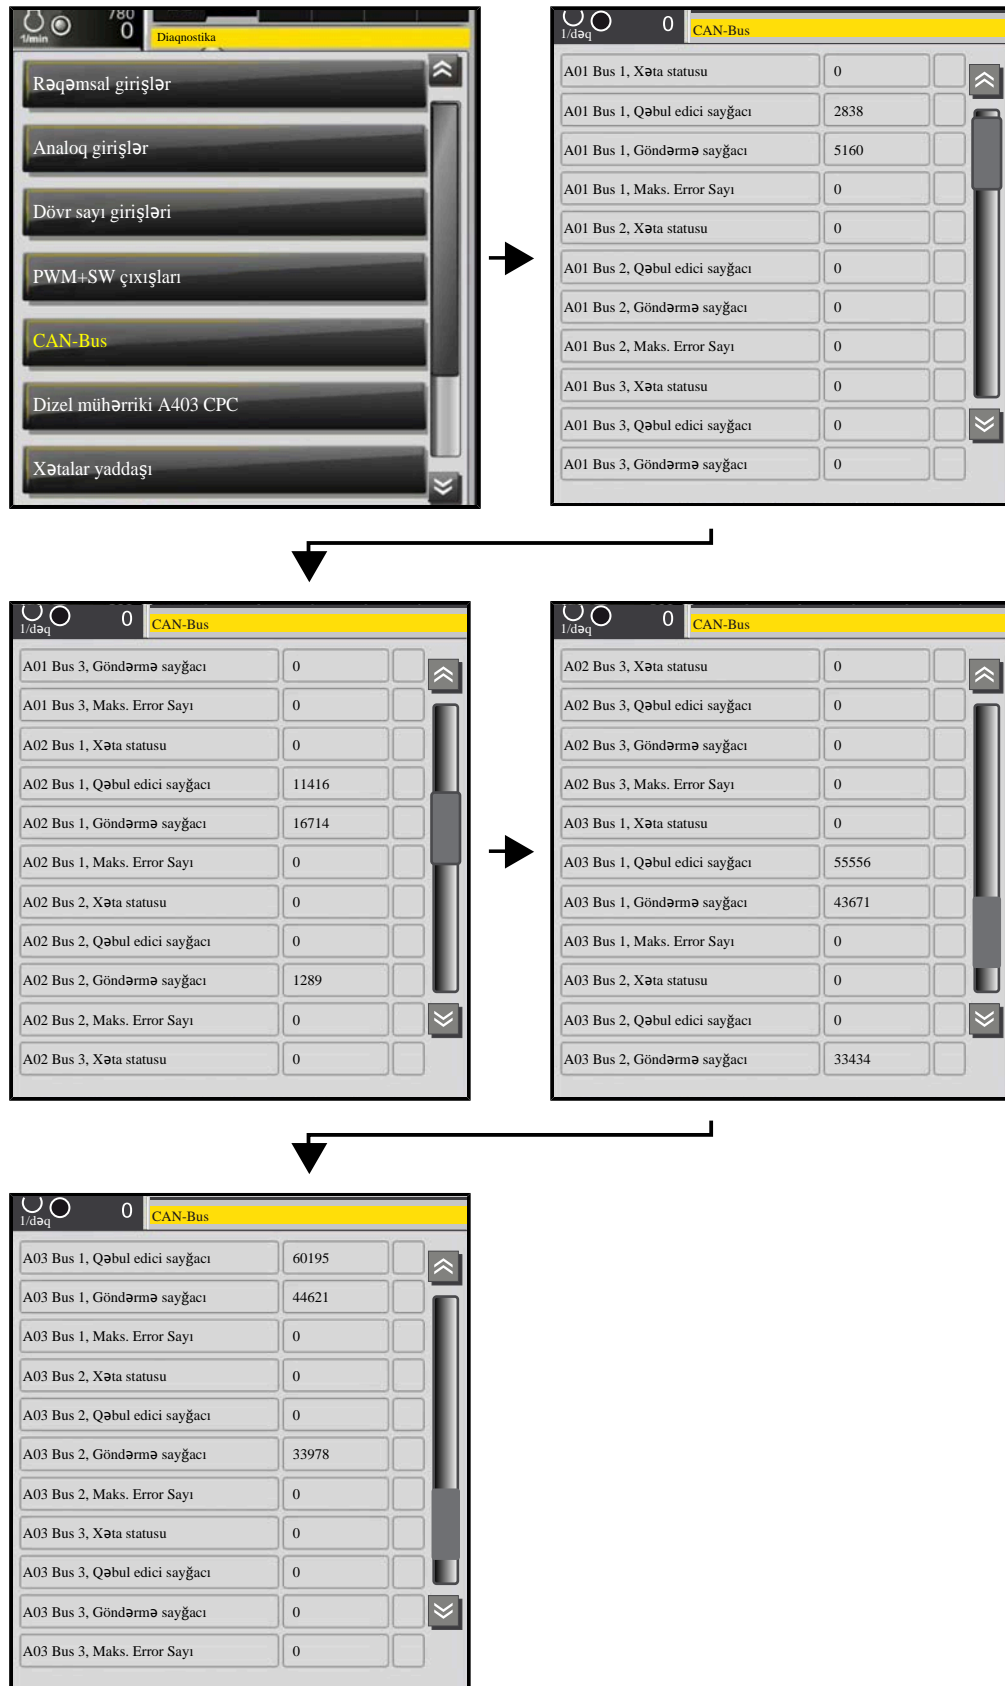 780
1/min
0
Diaqnostika
Rəqəmsal girişlər
Analoq girişlər
Dövr sayı girişləri
PWM+SW çıxışları
CAN-Bus
Dizel mühərriki A403 CPC
Xətalar yaddaşı
1/dəq
0
CAN-Bus
A01 Bus 1, Xəta statusu 0
A01 Bus 1, Qəbul edici sayğacı 2838
A01 Bus 1, Göndərmə sayğacı 5160
A01 Bus 1, Maks. Error Sayı 0
A01 Bus 2, Xəta statusu 0
A01 Bus 2, Qəbul edici sayğacı 0
A01 Bus 2, Göndərmə sayğacı 0
A01 Bus 2, Maks. Error Sayı 0
A01 Bus 3, Xəta statusu 0
A01 Bus 3, Qəbul edici sayğacı 0
A01 Bus 3, Göndərmə sayğacı 0
1/dəq
0
CAN-Bus
A01 Bus 3, Göndərmə sayğacı 0
A01 Bus 3, Maks. Error Sayı 0
A02 Bus 1, Xəta statusu 0
A02 Bus 1, Qəbul edici sayğacı 11416
A02 Bus 1, Göndərmə sayğacı 16714
A02 Bus 1, Maks. Error Sayı 0
A02 Bus 2, Xəta statusu 0
A02 Bus 2, Qəbul edici sayğacı 0
A02 Bus 2, Göndərmə sayğacı 1289
A02 Bus 2, Maks. Error Sayı 0
A02 Bus 3, Xəta statusu 0
1/dəq
0
CAN-Bus
A02 Bus 3, Xəta statusu 0
A02 Bus 3, Qəbul edici sayğacı 0
A02 Bus 3, Göndərmə sayğacı 0
A02 Bus 3, Maks. Error Sayı 0
A03 Bus 1, Xəta statusu 0
A03 Bus 1, Qəbul edici sayğacı 55556
A03 Bus 1, Göndərmə sayğacı 43671
A03 Bus 1, Maks. Error Sayı 0
A03 Bus 2, Xəta statusu 0
A03 Bus 2, Qəbul edici sayğacı 0
A03 Bus 2, Göndərmə sayğacı 33434
1/dəq
0
CAN-Bus
A03 Bus 1, Qəbul edici sayğacı 60195
A03 Bus 1, Göndərmə sayğacı 44621
A03 Bus 1, Maks. Error Sayı 0
A03 Bus 2, Xəta statusu 0
A03 Bus 2, Qəbul edici sayğacı 0
A03 Bus 2, Göndərmə sayğacı 33978
A03 Bus 2, Maks. Error Sayı 0
A03 Bus 3, Xəta statusu 0
A03 Bus 3, Qəbul edici sayğacı 0
A03 Bus 3, Göndərmə sayğacı 0
A03 Bus 3, Maks. Error Sayı 0